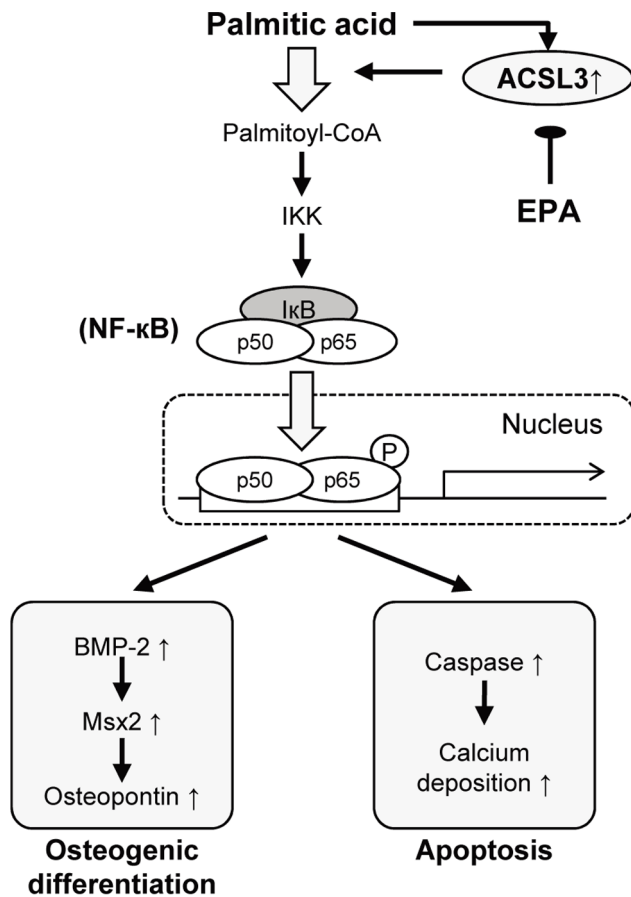 Palmitic acid
ACSL3↑
Palmitoyl-CoA
EPA
IKK
IκB
(NF-κB)
p50
p65
Nucleus
P
p50
p65
BMP-2 ↑
Msx2 ↑
Osteopontin ↑
Caspase ↑
Calcium
deposition ↑
Osteogenic
differentiation
Apoptosis